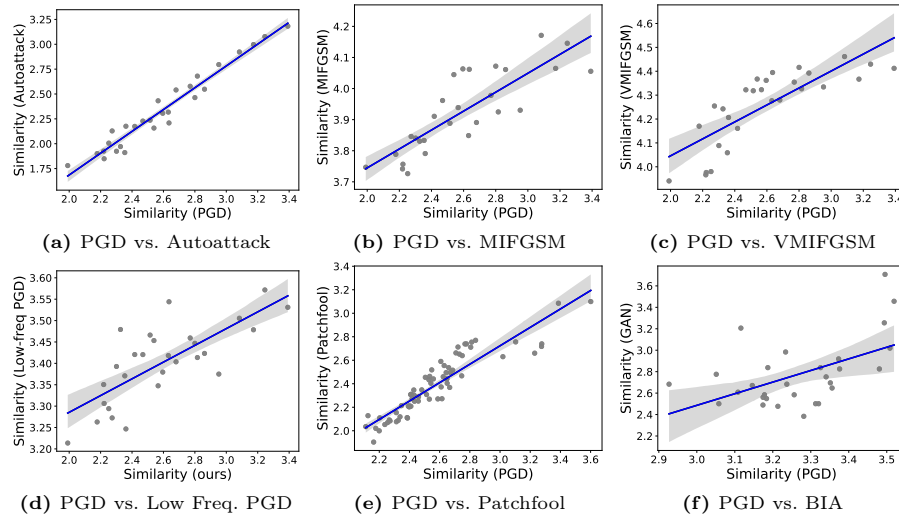 3.25
3.00
2.75
2.50
2.25
2.00
1.75
Similarity (Autoattack)
2.0 2.2 2.4 2.6 2.8 3.0 3.2 3.4
Similarity (PGD)
(a) PGD vs. Autoattack
4.2
4.1
4.0
3.9
3.8
3.7
Similarity (MIFGSM)
2.0 2.2 2.4 2.6 2.8 3.0 3.2 3.4
Similarity (PGD)
(b) PGD vs. MIFGSM
4.6
4.5
4.4
4.3
4.2
4.1
4.0
Similarity (VMIFGSM)
2.0 2.2 2.4 2.6 2.8 3.0 3.2 3.4
Similarity (PGD)
(c) PGD vs. VMIFGSM
3.60
3.55
3.50
3.45
3.40
3.35
3.30
3.25
3.20
Similarity (Low-freq PGD)
2.0 2.2 2.4 2.6 2.8 3.0 3.2 3.4
Similarity (ours)
(d) PGD vs. Low Freq. PGD
3.4
3.2
3.0
2.8
2.6
2.4
2.2
2.0
Similarity (Patchfool)
2.2 2.4 2.6 2.8 3.0 3.2 3.4 3.6
Similarity (PGD)
(e) PGD vs. Patchfool
3.6
3.4
3.2
3.0
2.8
2.6
2.4
2.2
Similarity (GAN)
2.9 3.0 3.1 3.2 3.3 3.4 3.5
Similarity (PGD)
(f) PGD vs. BIA